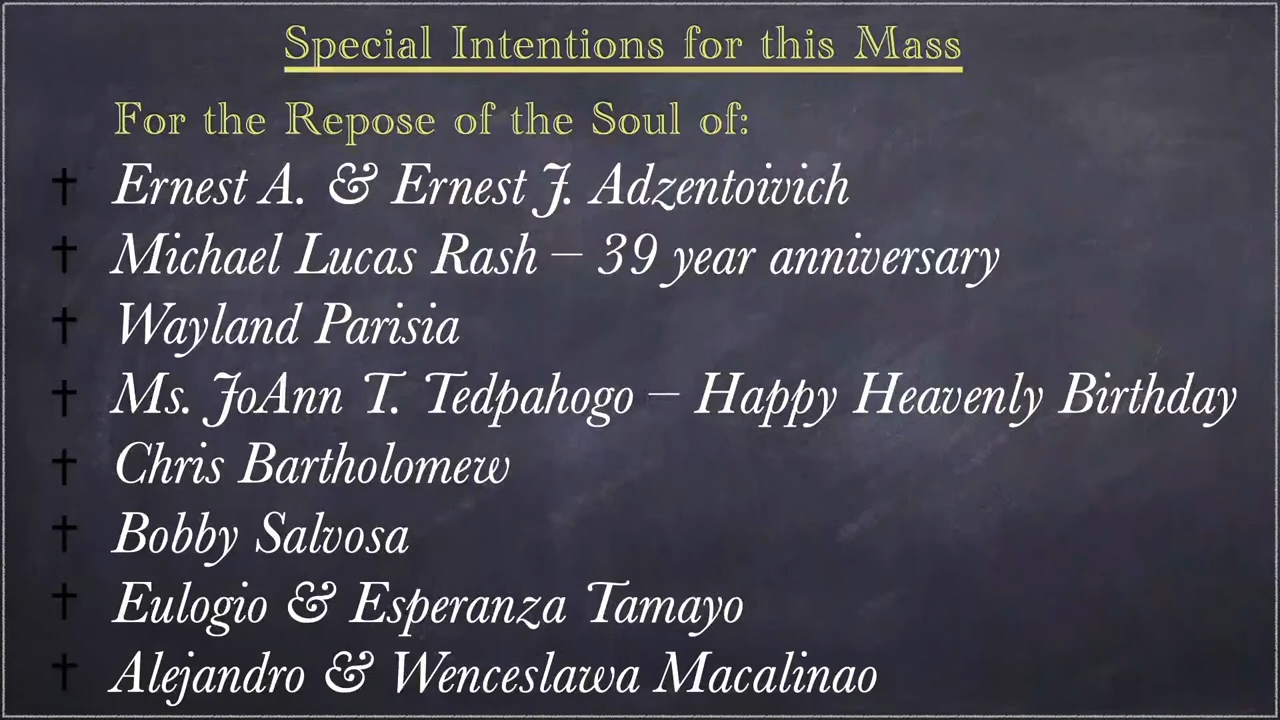 Special Intentions for this Mass
For the Repose of the Soul of:
† Ernest A. & Ernest J. Adzentoivich
† Michael Lucas Rash – 39 year anniversary
† Wayland Parisia
† Ms. JoAnn T. Tedpahogo – Happy Heavenly Birthday
† Chris Bartholomew
† Bobby Salvosa
† Eulogio & Esperanza Tamayo
† Alejandro & Wenceslawa Macalinao